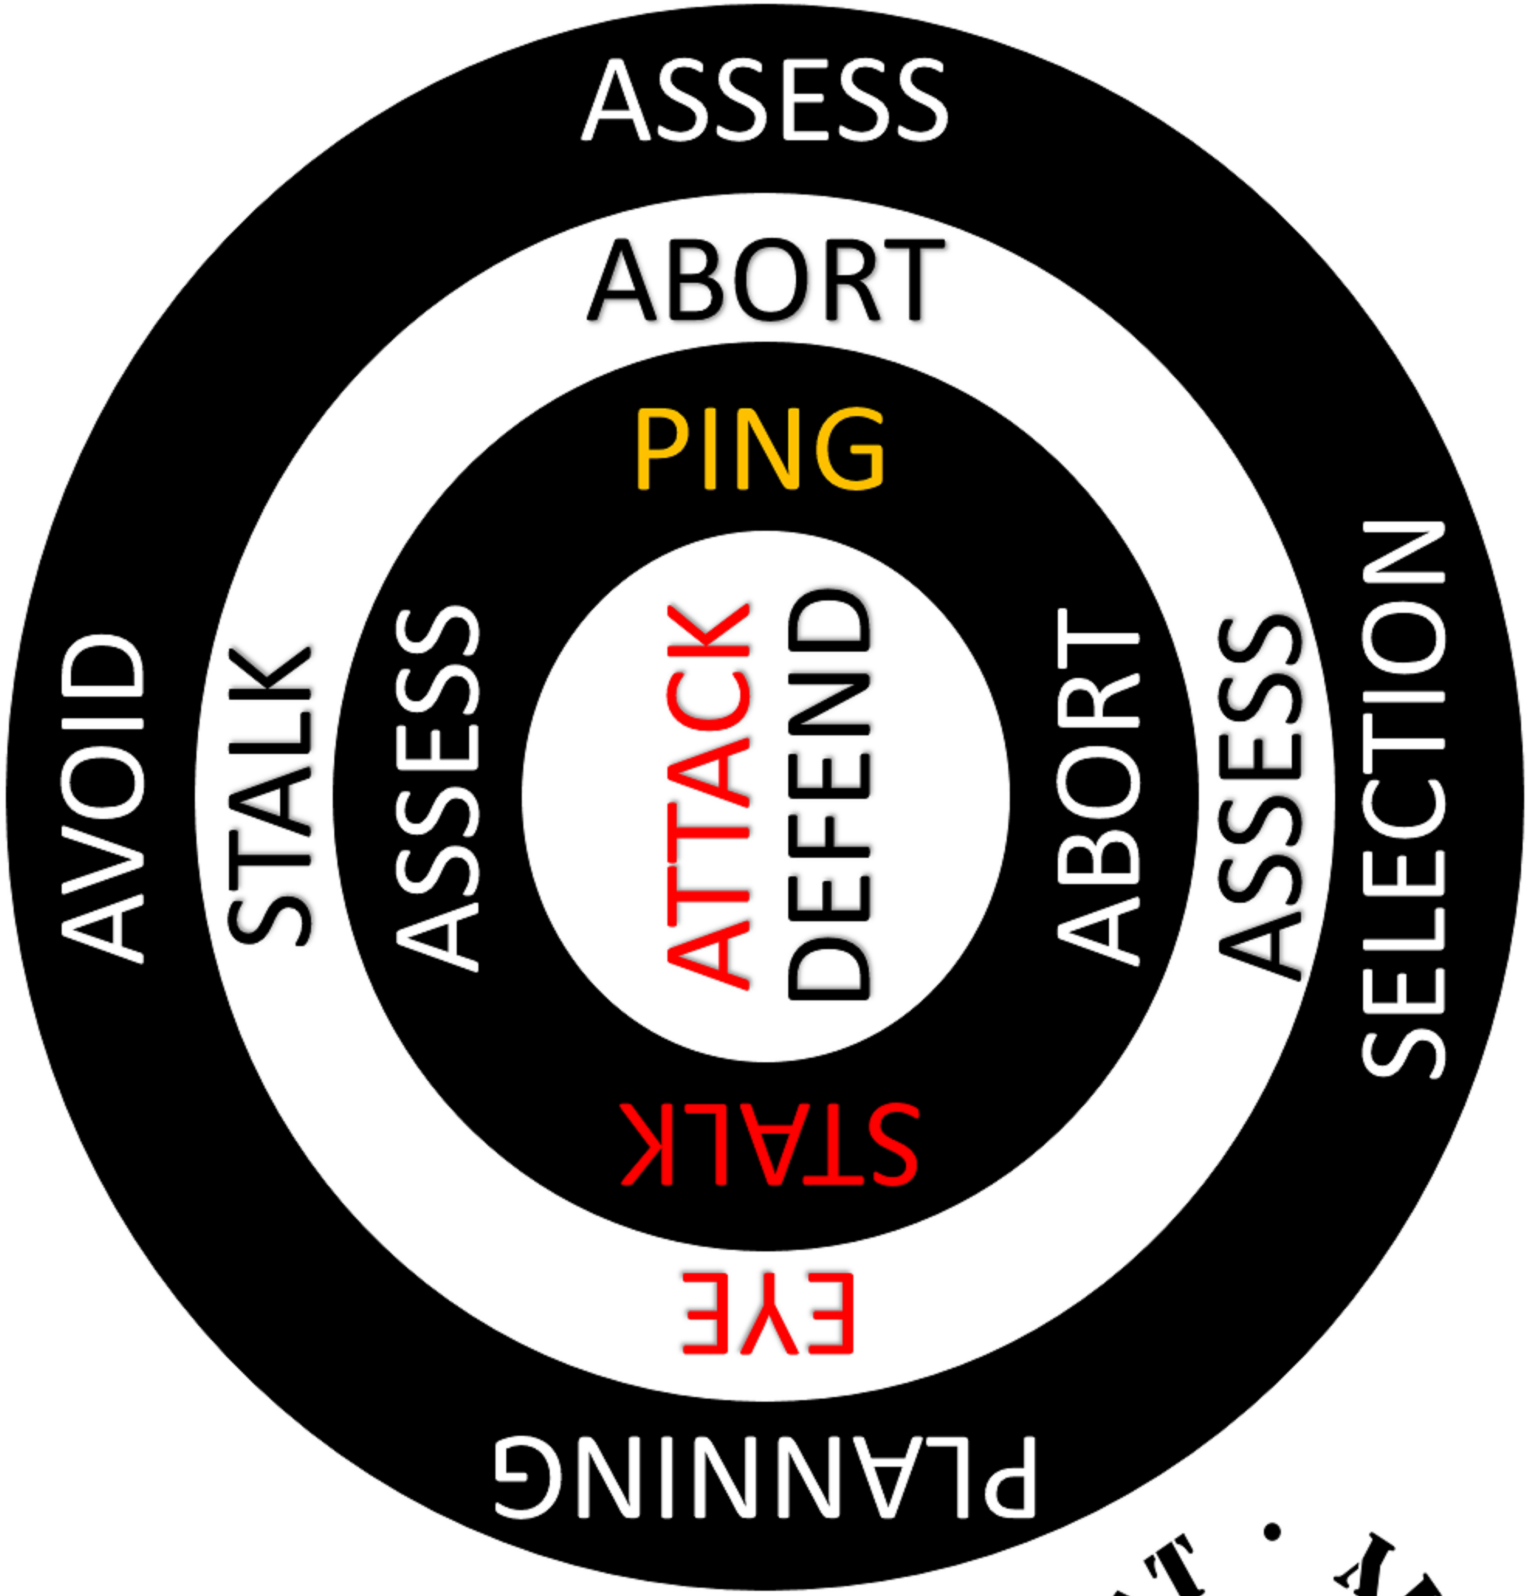 ASSESS
ABORT
PING
AVOID
STALK
ASSESS
ATTACK
DEFEND
ABORT
ASSESS
SELECTION
STALK
EYE
PLANNING